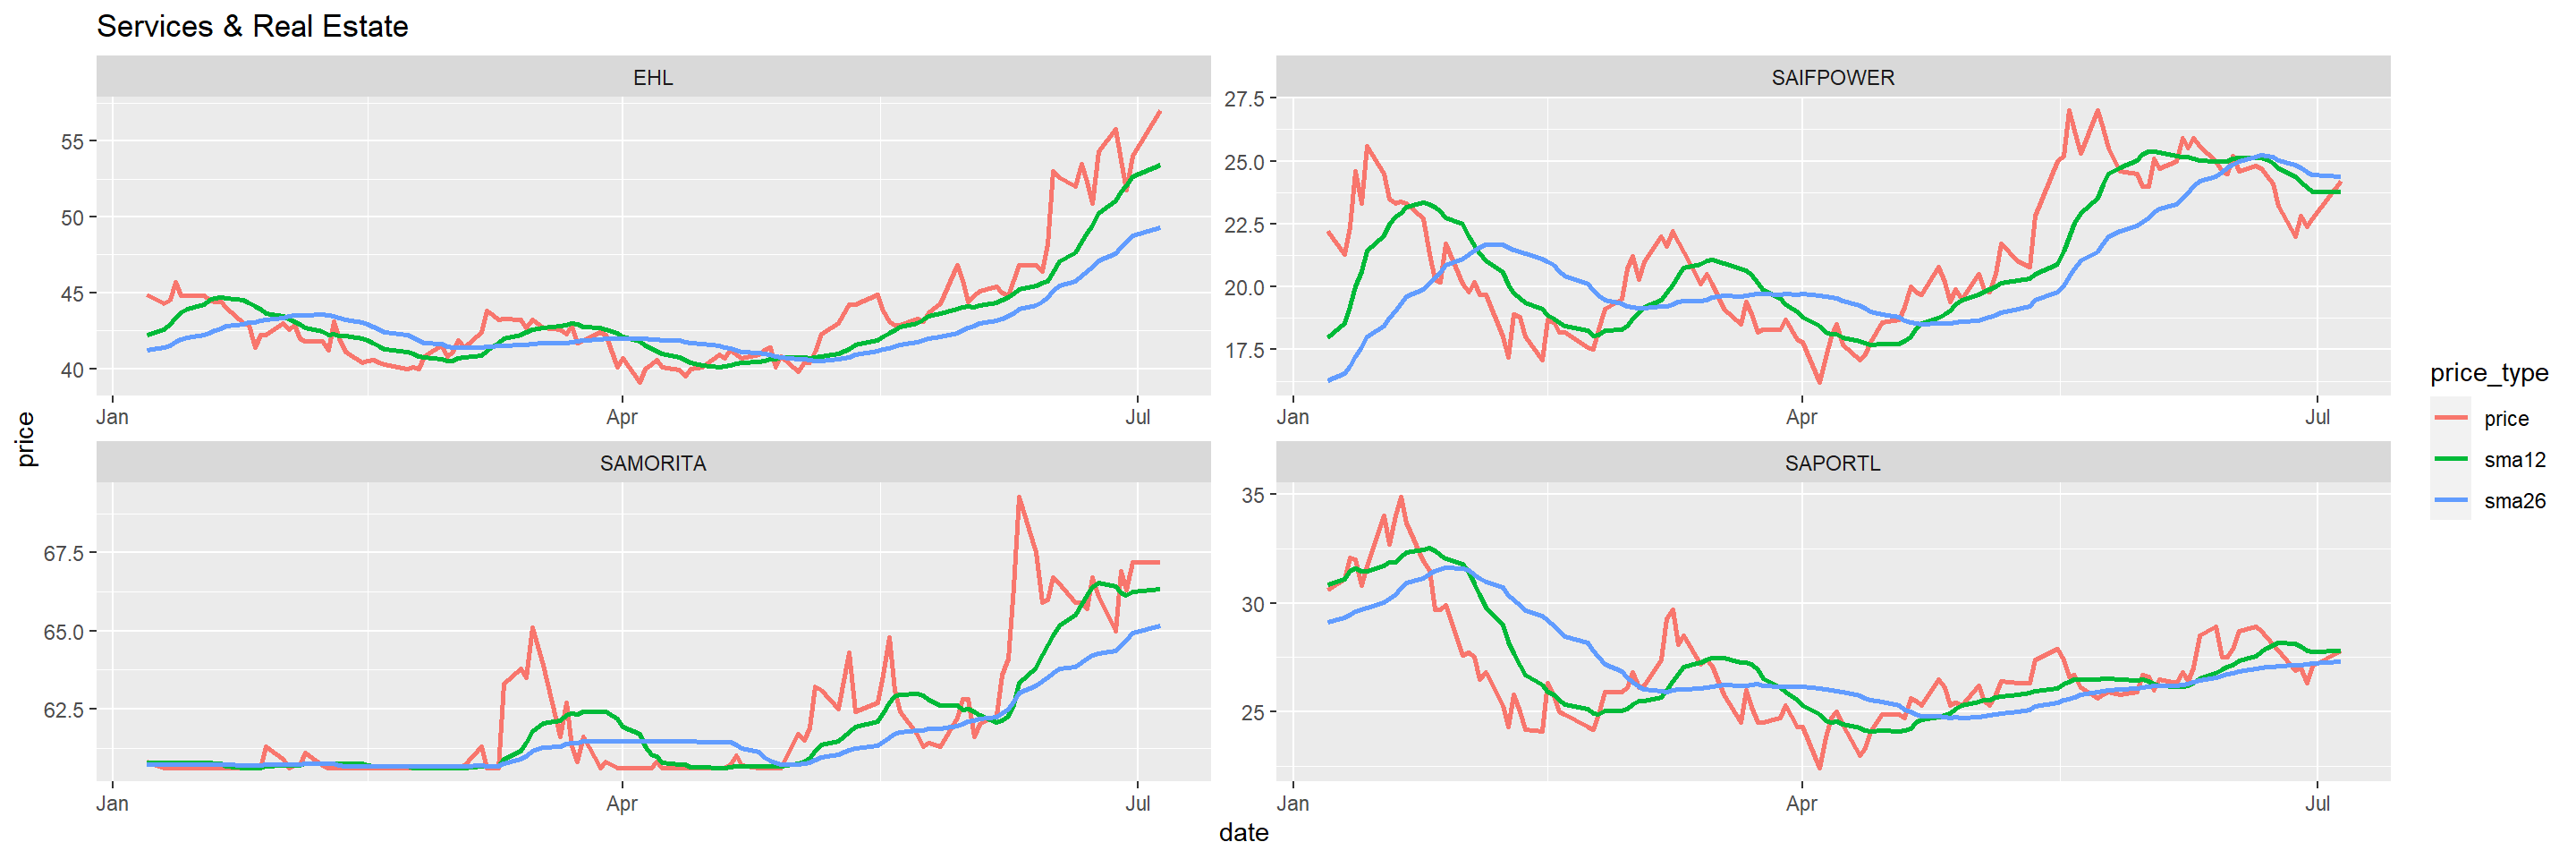 Services & Real Estate
EHL
55
50
45
40
Jan Apr Jul
SAIFPOWER
27.5
25.0
22.5
20.0
17.5
Jan Apr Jul
SAMORITA
67.5
65.0
62.5
Jan Apr Jul
SAPORTL
35
30
25
Jan Apr Jul
price
date
price_type
price
sma12
sma26